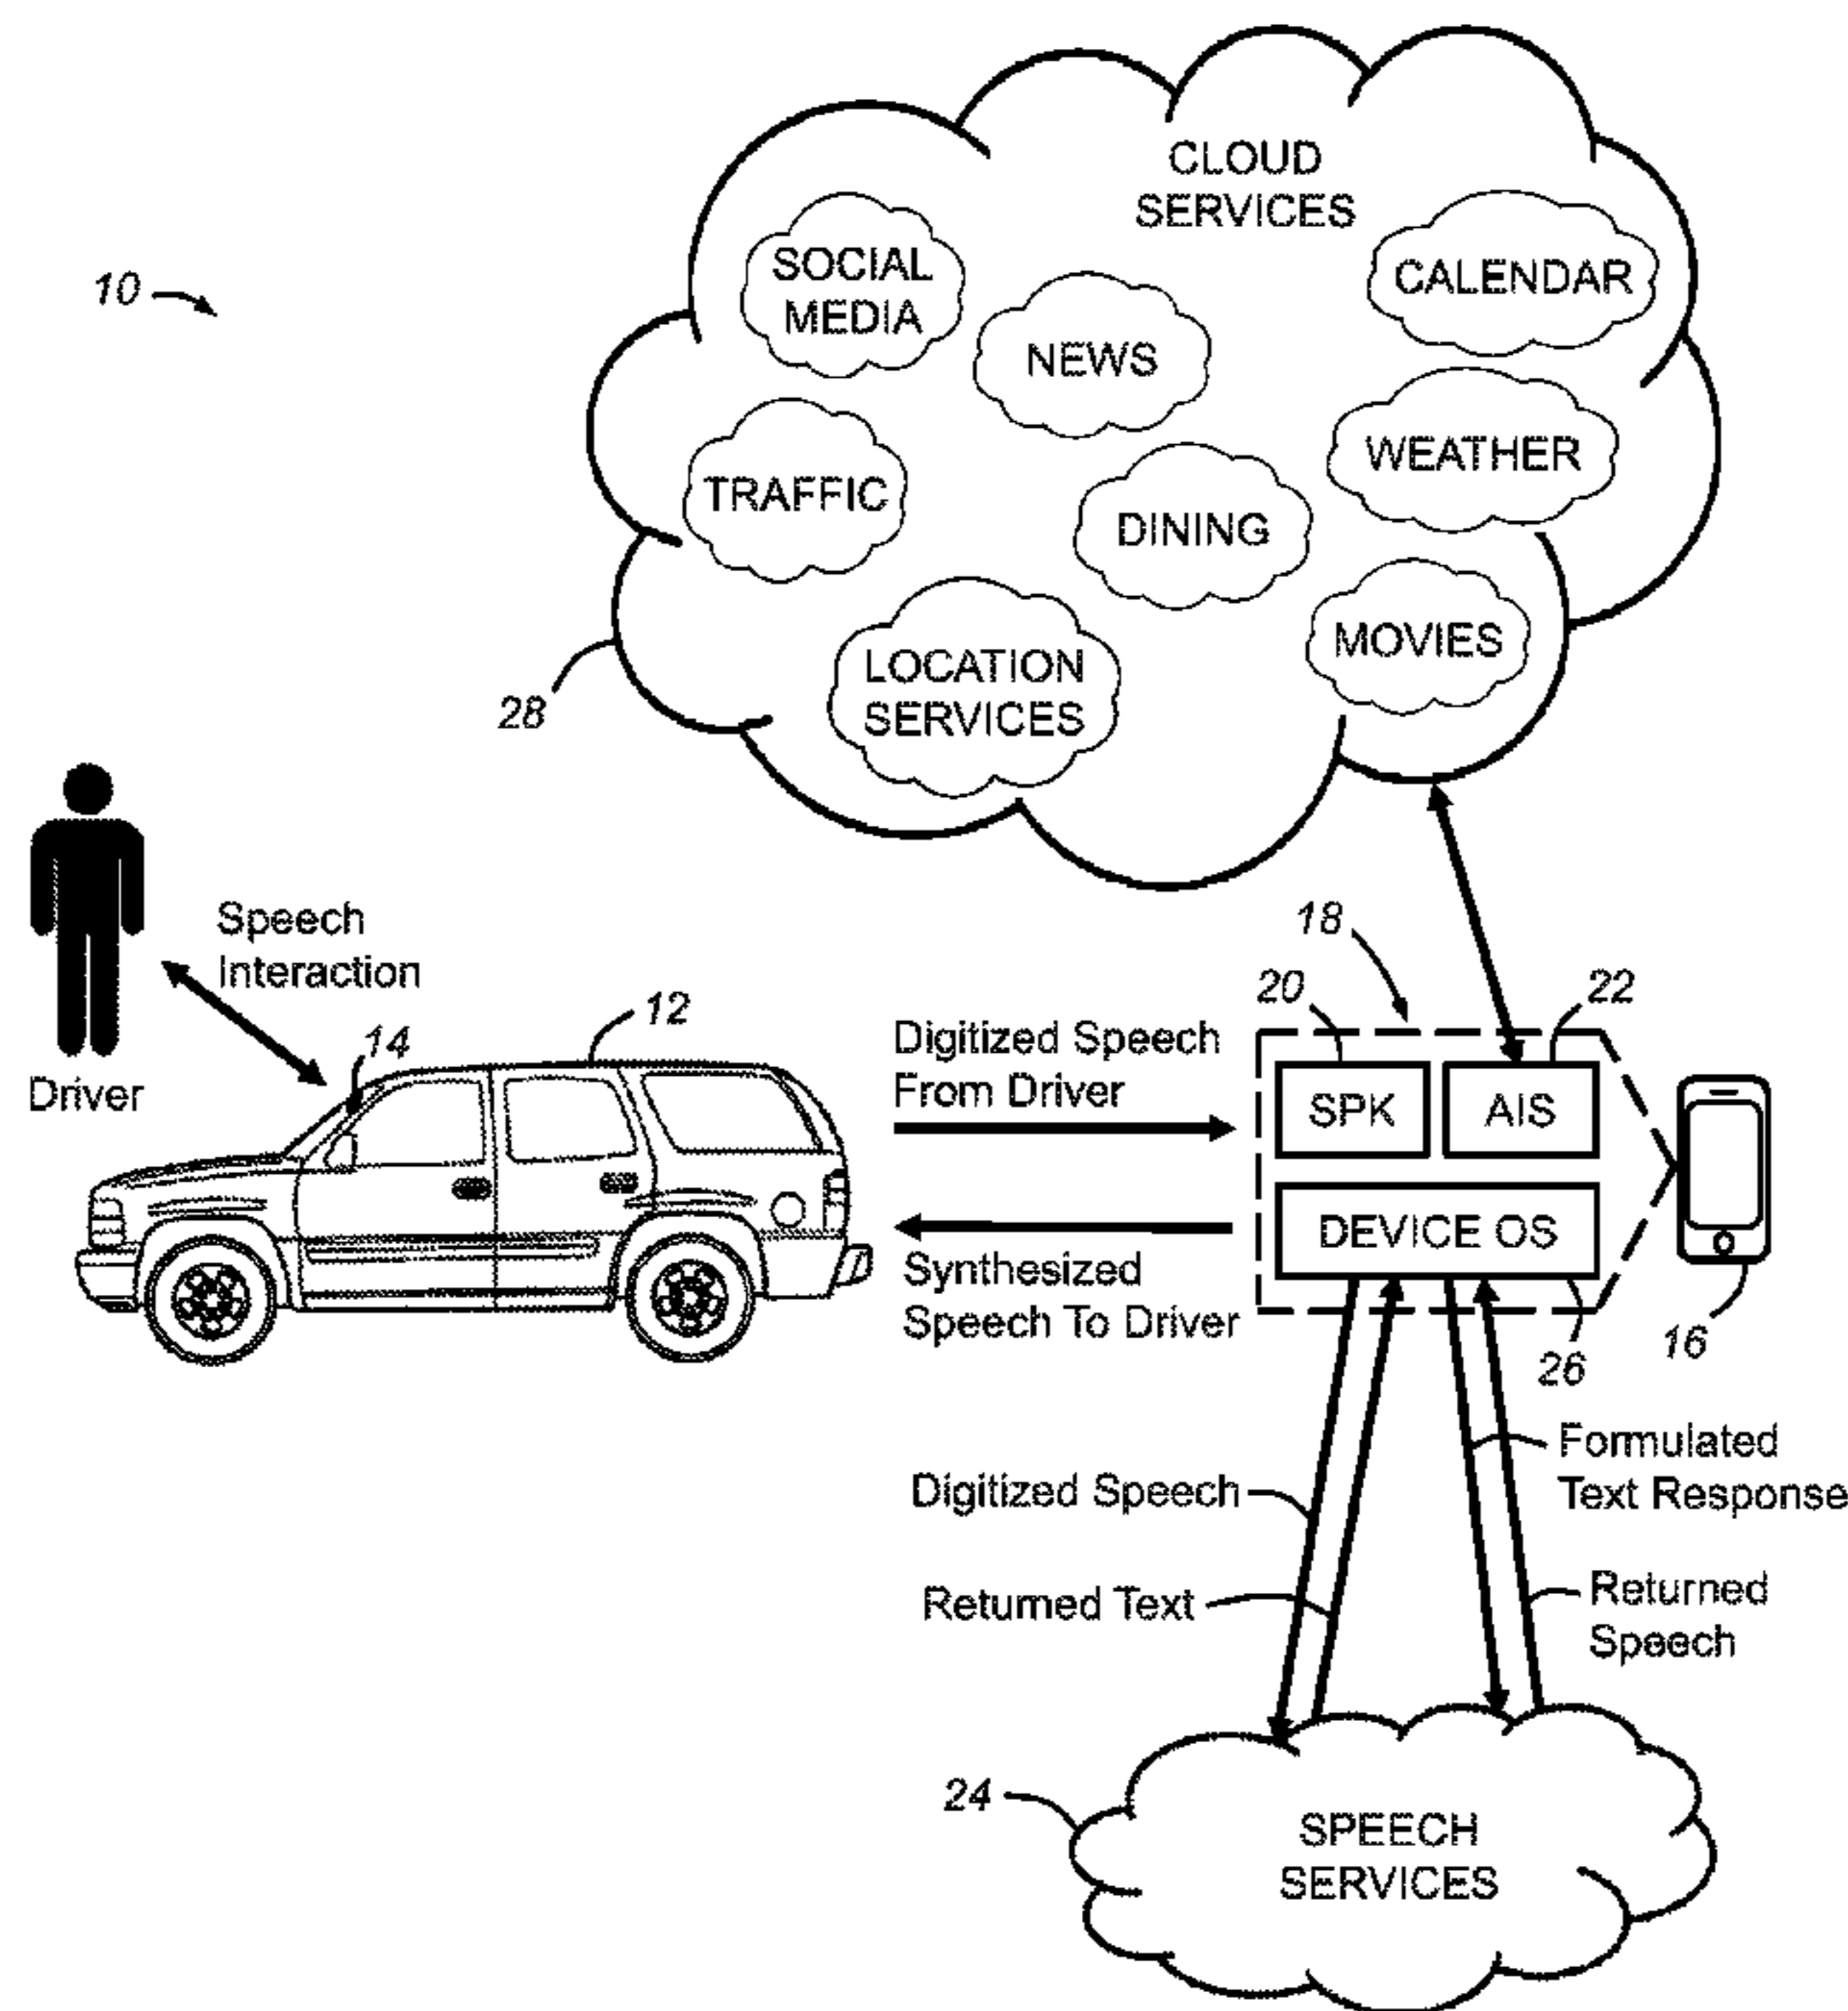 CLOUD
SERVICES
SOCIAL
MEDIA
CALENDAR
10
NEWS
WEATHER
TRAFFIC
DINING
MOVIES
LOCATION
SERVICES
28
Speech
Interaction
Driver
14
12
18
20
22
Digitized Speech
From Driver
SPK
AIS
DEVICE OS
Synthesized
Speech To Driver
16
26
Formulated
Text Response
Digitized Speech
Returned Text
Returned
Speech
24
SPEECH
SERVICES